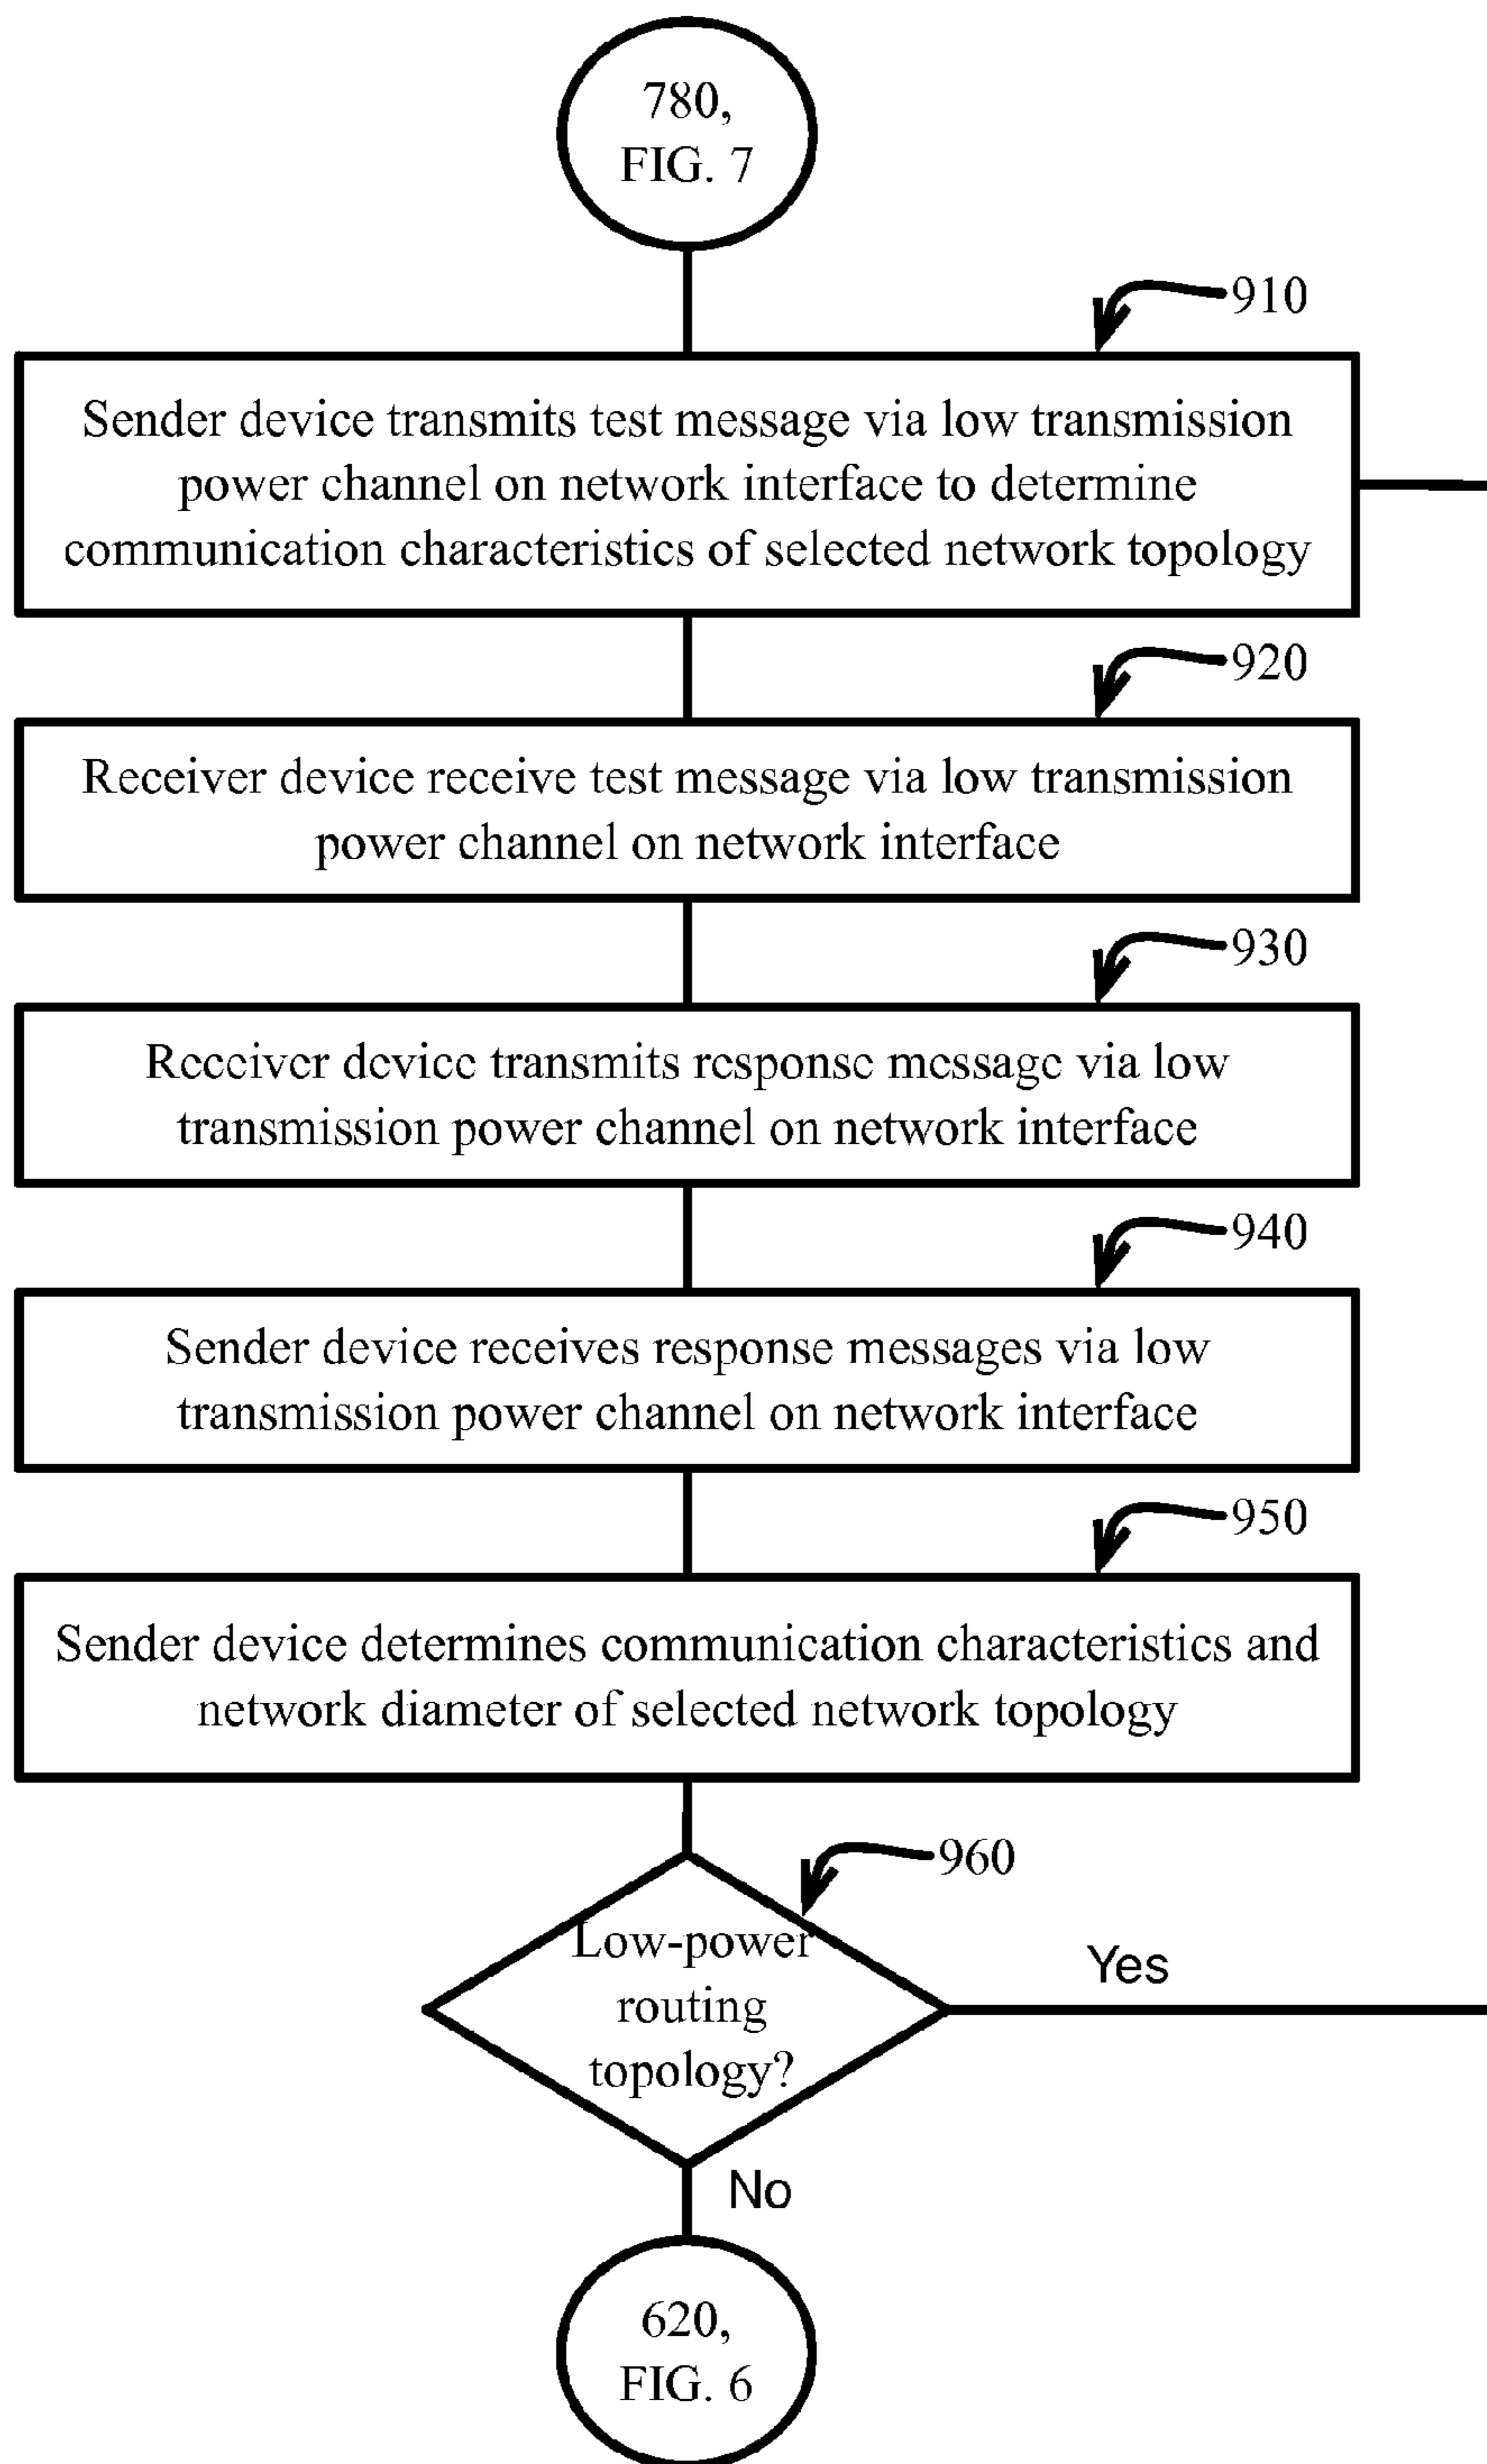 780,
FIG. 7
910
Sender device transmits test message via low transmission
power channel on network interface to determine
communication characteristics of selected network topology
920
Receiver device receive test message via low transmission
power channel on network interface
930
Receiver device transmits response message via low
transmission power channel on network interface
940
Sender device receives response messages via low
transmission power channel on network interface
950
Sender device determines communication characteristics and
network diameter of selected network topology
960
Low-power
routing
topology?
Yes
No
620,
FIG. 6